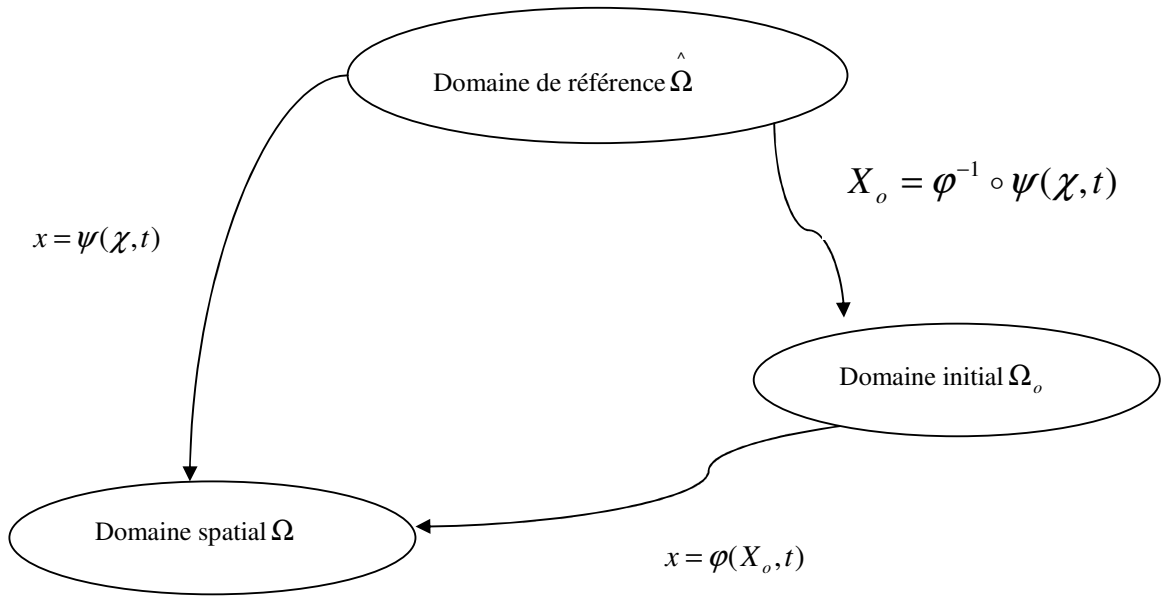 Domaine de référence Ω̂
X_o = φ⁻¹ ∘ ψ(χ,t)
x = ψ(χ,t)
Domaine initial Ω_o
Domaine spatial Ω
x = φ(X_o,t)